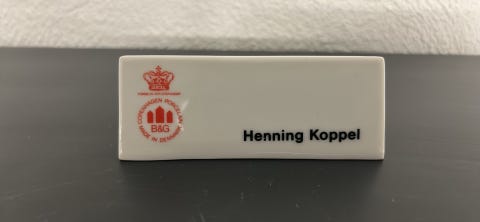 COPENHAGEN PORCELAIN
B&G
MADE IN DENMARK
Henning Koppel